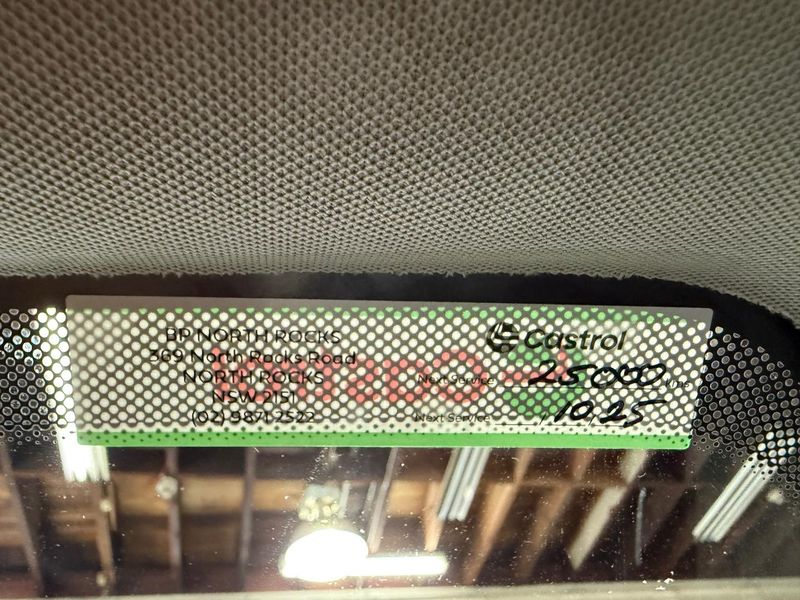 BP NORTH ROCKS
369 North Rocks Road
NORTH ROCKS
NSW 2151
(02) 9871 2522
Castrol
Next Service 25000 Kms
Next Service 10.25